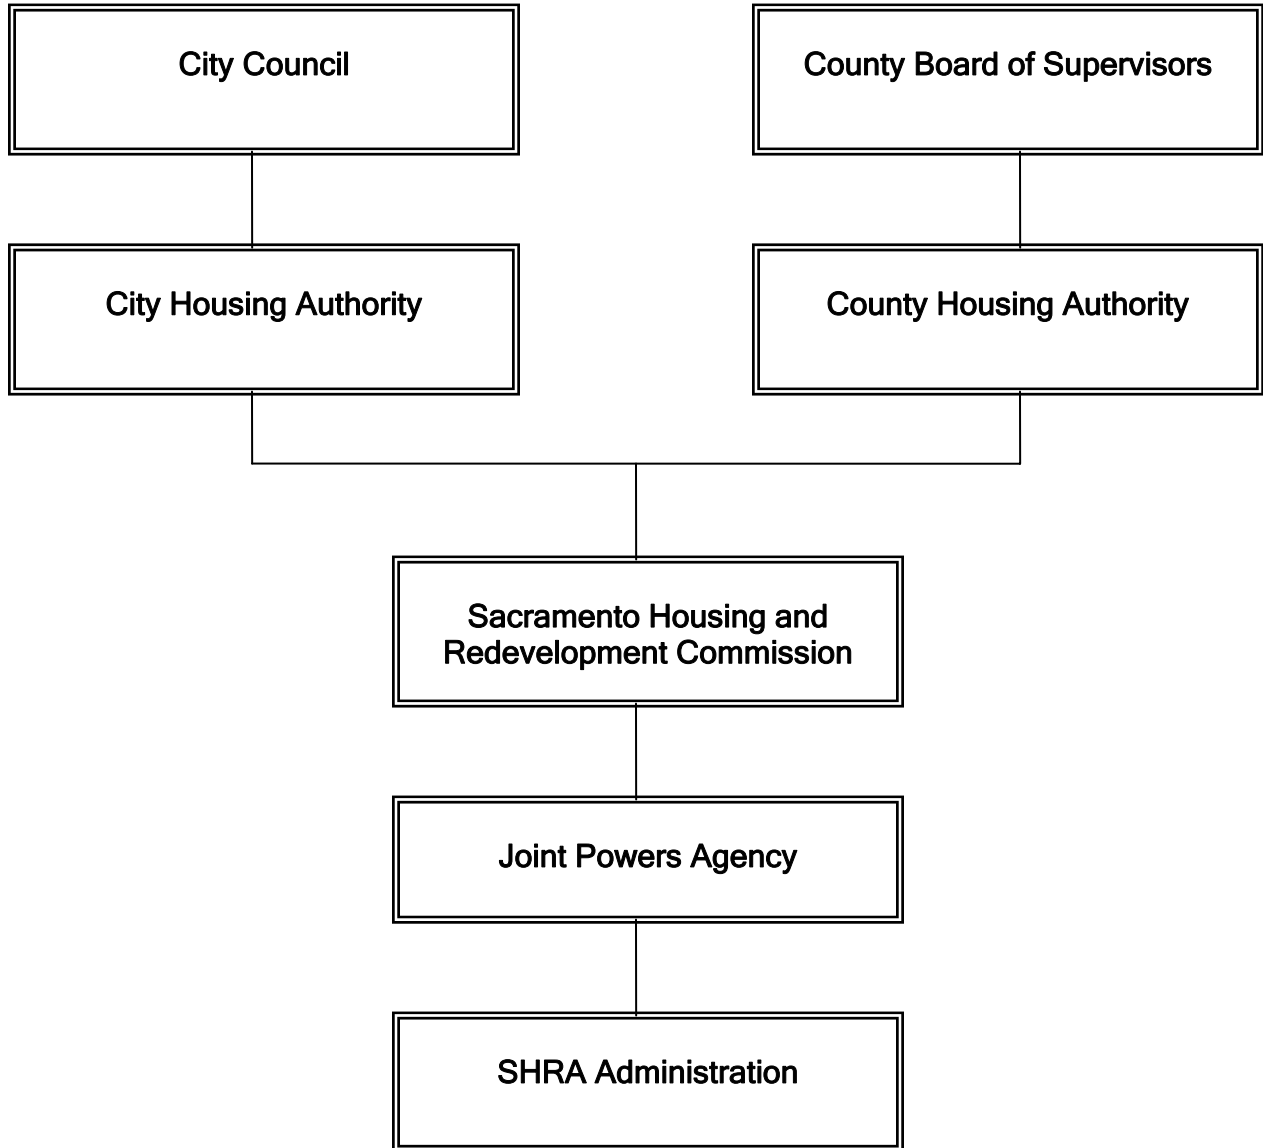 City Council
County Board of Supervisors
City Housing Authority
County Housing Authority
Sacramento Housing and
Redevelopment Commission
Joint Powers Agency
SHRA Administration